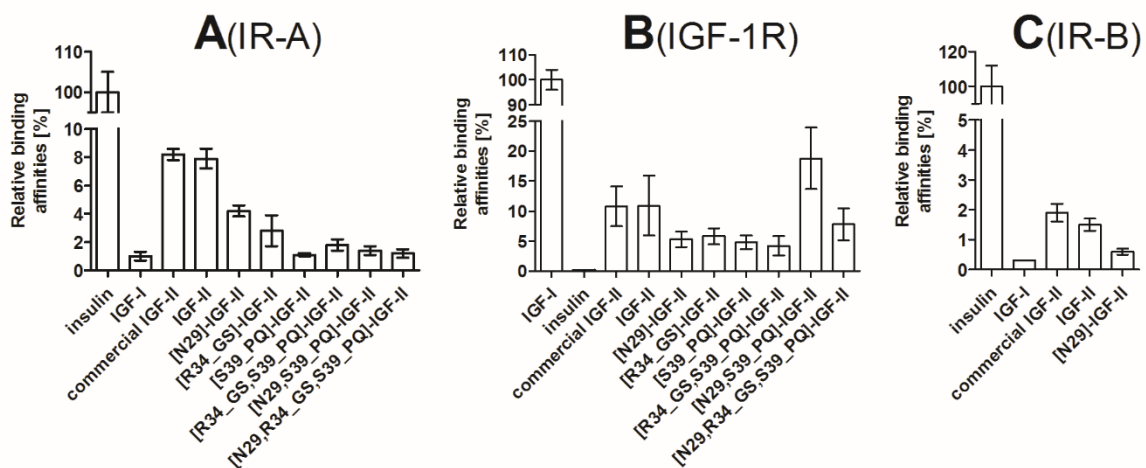 A(IR-A)
Relative binding
affinities [%]
110
100
90
8
6
4
2
0
insulin
IGF-I
commercial IGF-II
IGF-II
[N29]-IGF-II
[R34_GS]-IGF-II
[S39_PQ]-IGF-II
[R34_GS,S39_PQ]-IGF-II
[N29,S39_PQ]-IGF-II
[N29,R34_GS,S39_PQ]-IGF-II
B(IGF-1R)
Relative binding
affinities [%]
110
100
90
25
20
15
10
5
0
IGF-I
insulin
commercial IGF-II
IGF-II
[N29]-IGF-II
[R34_GS]-IGF-II
[S39_PQ]-IGF-II
[R34_GS,S39_PQ]-IGF-II
[N29,S39_PQ]-IGF-II
[N29,R34_GS,S39_PQ]-IGF-II
C(IR-B)
Relative binding
affinities [%]
120
100
6
5
4
3
2
1
0
insulin
IGF-I
commercial IGF-II
IGF-II
[N29]-IGF-II